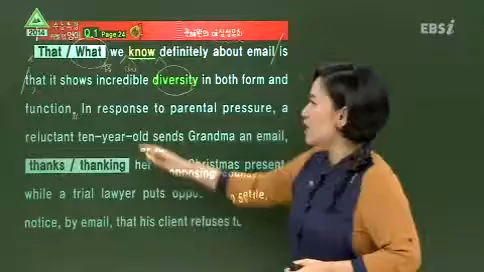 2014
Q.1 Page 24
EBSi
That / What we know definitely about email is
that it shows incredible diversity in both form and
function. In response to parental pressure, a
reluctant ten-year-old sends Grandma an email,
thanks / thanking her Christmas present
while a trial lawyer puts settle,
notice, by email, that his client refuses